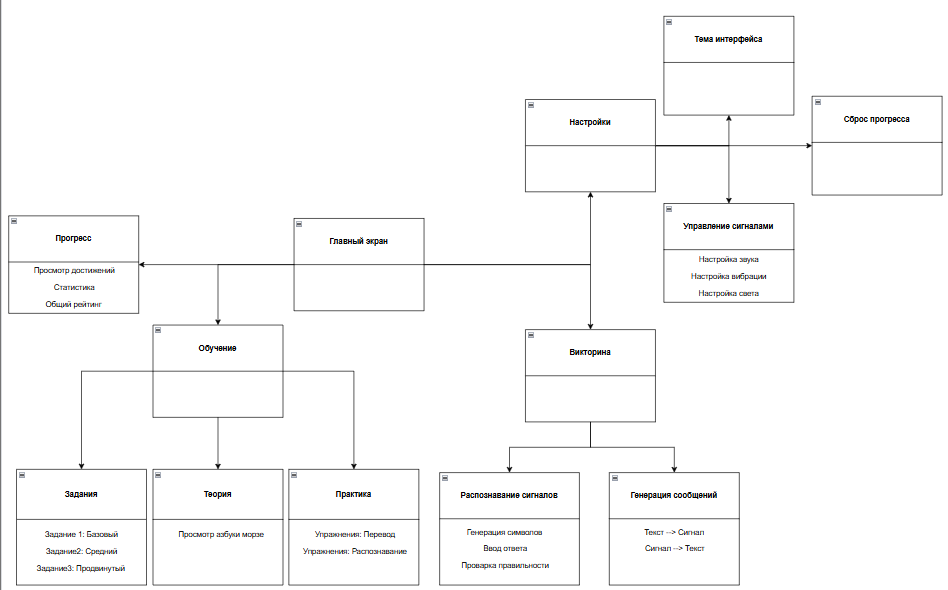 Тема интерфейса
Настройки
Сброс прогресса
Управление сигналами
Настройка звука
Настройка вибрации
Настройка света
Прогресс
Просмотр достижений
Статистика
Общий рейтинг
Главный экран
Обучение
Викторина
Задания
Задание 1: Базовый
Задание2: Средний
Задание3: Продвинутый
Теория
Просмотр азбуки морзе
Практика
Упражнения: Перевод
Упражнения: Распознавание
Распознавание сигналов
Генерация символов
Ввод ответа
Проварка правильности
Генерация сообщений
Текст --> Сигнал
Сигнал --> Текст